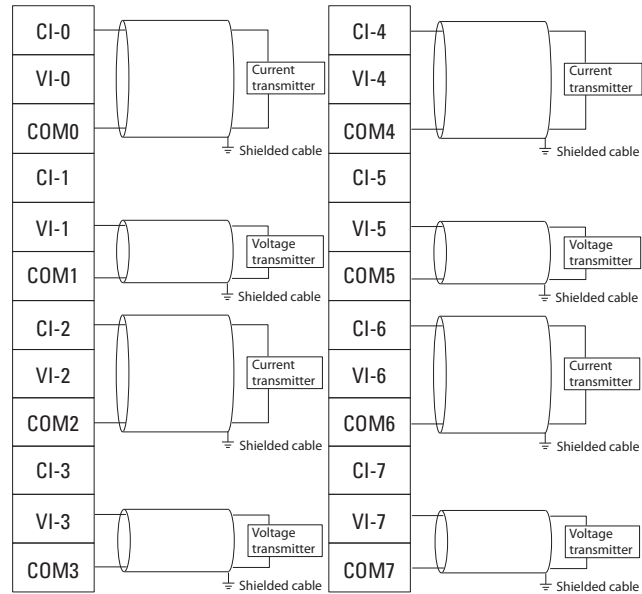 CI-0
VI-0
Current
transmitter
COM0
Shielded cable
CI-1
VI-1
Voltage
transmitter
COM1
Shielded cable
CI-2
VI-2
Current
transmitter
COM2
Shielded cable
CI-3
VI-3
Voltage
transmitter
COM3
Shielded cable
CI-4
VI-4
Current
transmitter
COM4
Shielded cable
CI-5
VI-5
Voltage
transmitter
COM5
Shielded cable
CI-6
VI-6
Current
transmitter
COM6
Shielded cable
CI-7
VI-7
Voltage
transmitter
COM7
Shielded cable